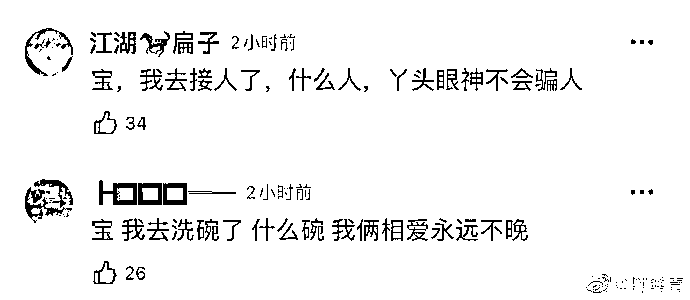 江湖扁子 2小时前
宝，我去接人了，什么人，丫头眼神不会骗人
34
2小时前
宝 我去洗碗了 什么碗 我俩相爱永远不晚
26